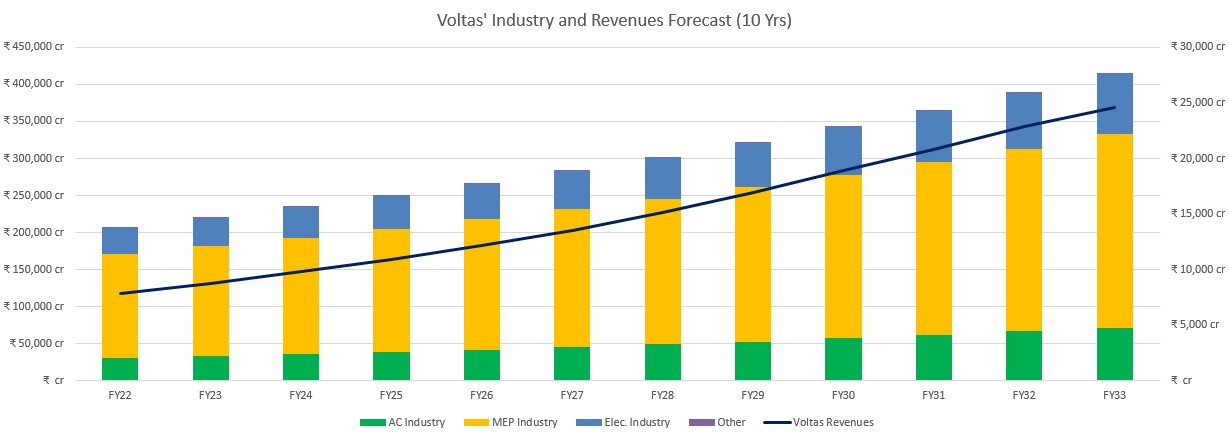 Voltas' Industry and Revenues Forecast (10 Yrs)
₹ 450,000 cr
₹ 400,000 cr
₹ 350,000 cr
₹ 300,000 cr
₹ 250,000 cr
₹ 200,000 cr
₹ 150,000 cr
₹ 100,000 cr
₹ 50,000 cr
₹ cr
₹ 30,000 cr
₹ 25,000 cr
₹ 20,000 cr
₹ 15,000 cr
₹ 10,000 cr
₹ 5,000 cr
₹ cr
FY22 FY23 FY24 FY25 FY26 FY27 FY28 FY29 FY30 FY31 FY32 FY33
AC Industry MEP Industry Elec. Industry Other Voltas Revenues